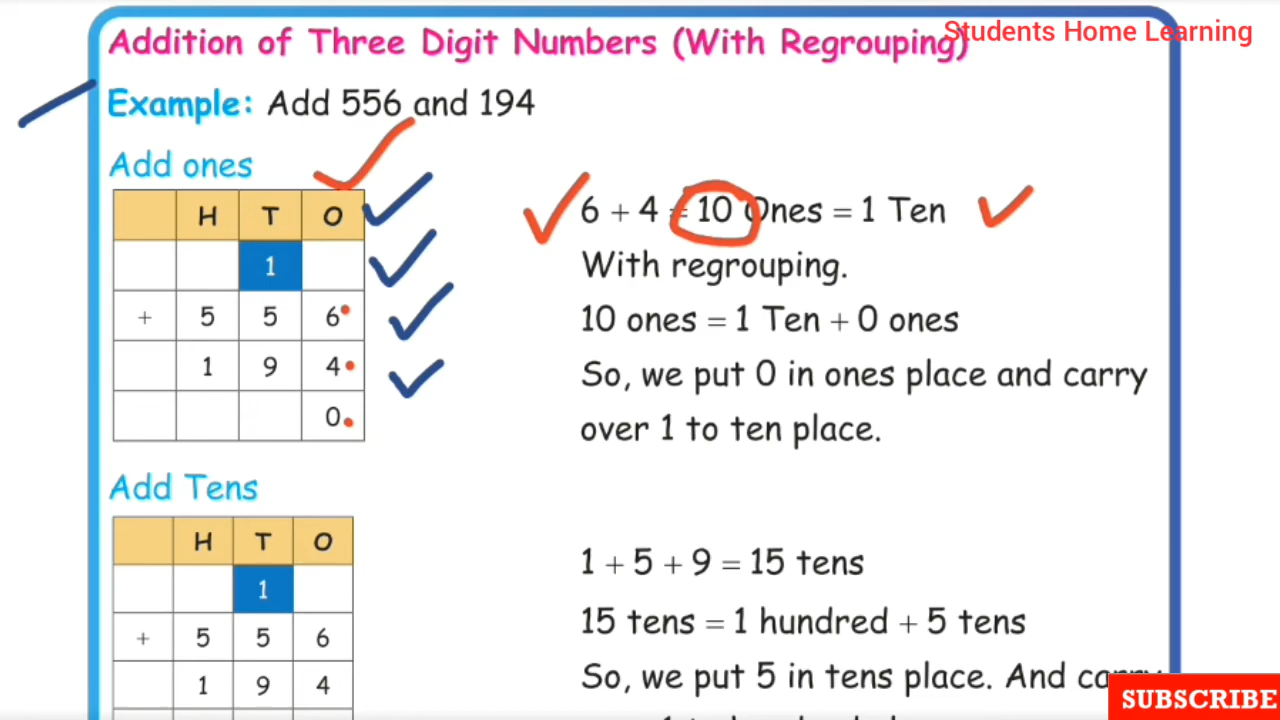 Students Home Learning
Addition of Three Digit Numbers (With Regrouping)
Example: Add 556 and 194
Add ones
H T O
1
+ 5 5 6
1 9 4
0
6 + 4 = 10 Ones = 1 Ten
With regrouping.
10 ones = 1 Ten + 0 ones
So, we put 0 in ones place and carry
over 1 to ten place.
Add Tens
H T O
1
+ 5 5 6
1 9 4
1 + 5 + 9 = 15 tens
15 tens = 1 hundred + 5 tens
So, we put 5 in tens place. And carry
SUBSCRIBE